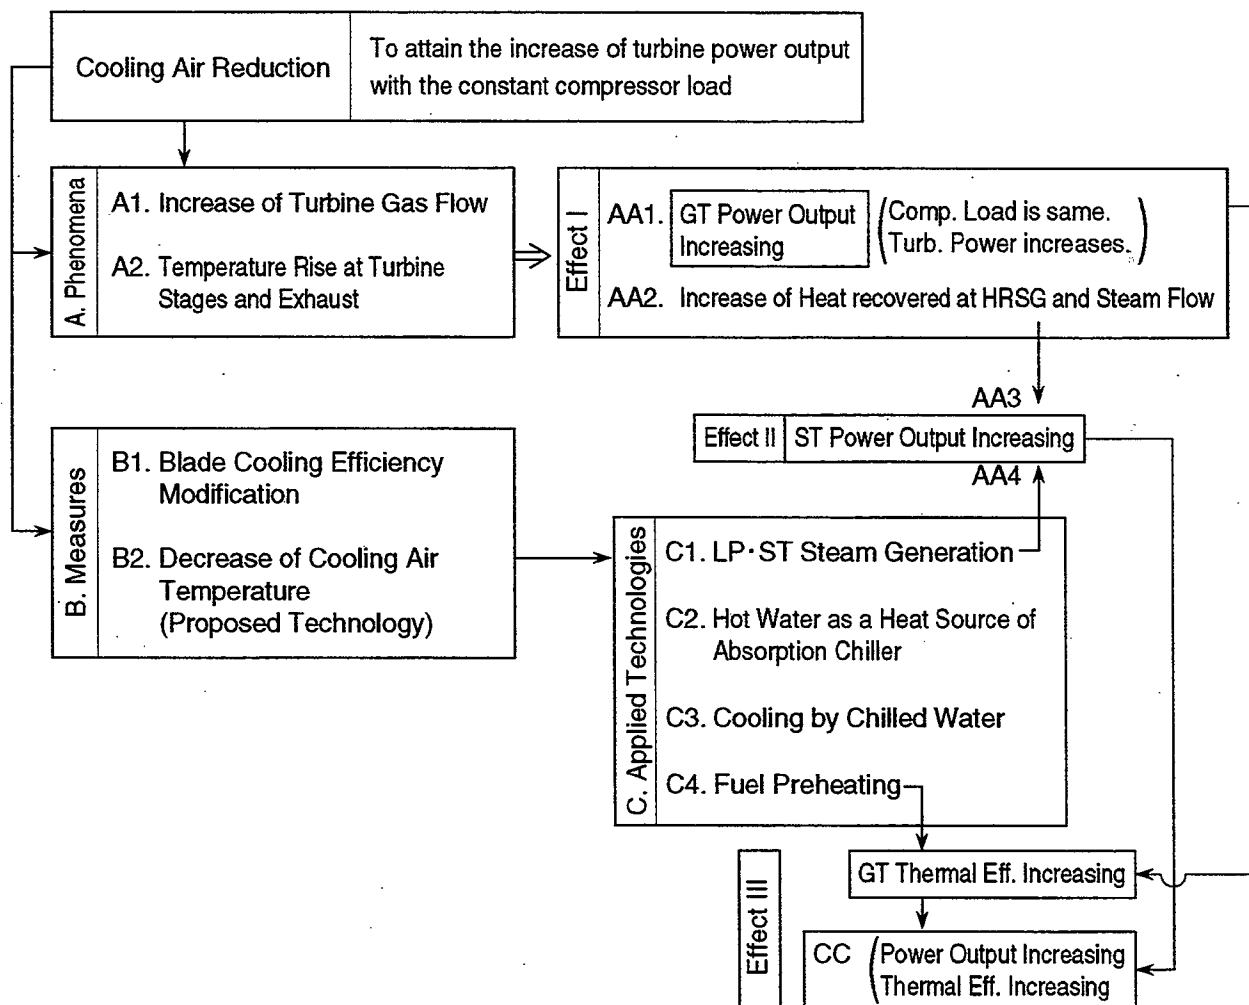 Cooling Air Reduction
To attain the increase of turbine power output
with the constant compressor load
A. Phenomena
A1. Increase of Turbine Gas Flow
A2. Temperature Rise at Turbine
Stages and Exhaust
Effect I
AA1. GT Power Output
Increasing
(Comp. Load is same.
Turb. Power increases.)
AA2. Increase of Heat recovered at HRSG and Steam Flow
AA3
Effect II ST Power Output Increasing
AA4
B. Measures
B1. Blade Cooling Efficiency
Modification
B2. Decrease of Cooling Air
Temperature
(Proposed Technology)
C. Applied Technologies
C1. LP·ST Steam Generation
C2. Hot Water as a Heat Source of
Absorption Chiller
C3. Cooling by Chilled Water
C4. Fuel Preheating
Effect III
GT Thermal Eff. Increasing
CC (Power Output Increasing
Thermal Eff. Increasing